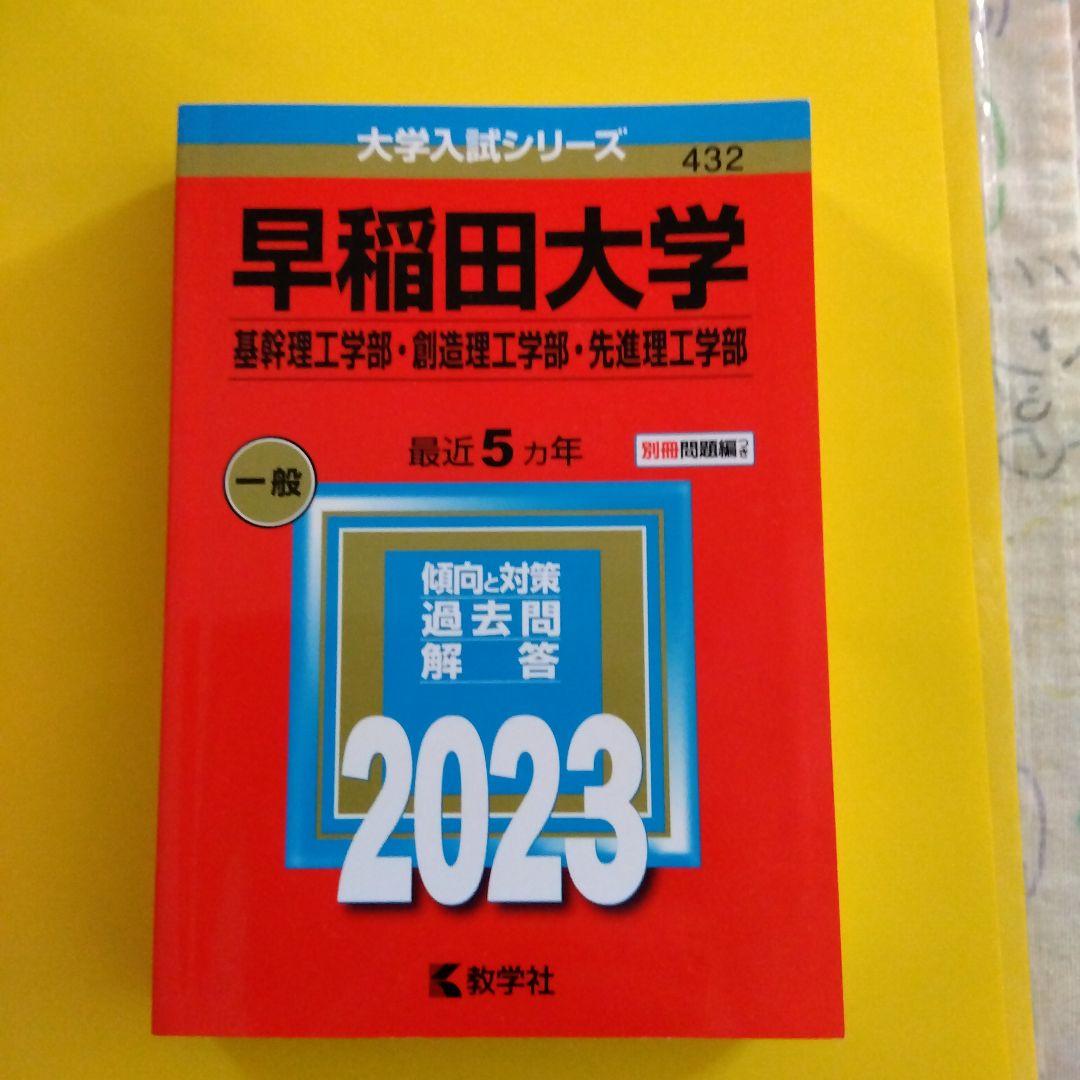 大学入試シリーズ
432
早稲田大学
基幹理工学部・創造理工学部・先進理工学部
最近5ヵ年
別冊問題編つき
一般
傾向と対策
過去問
解答
2023
教学社